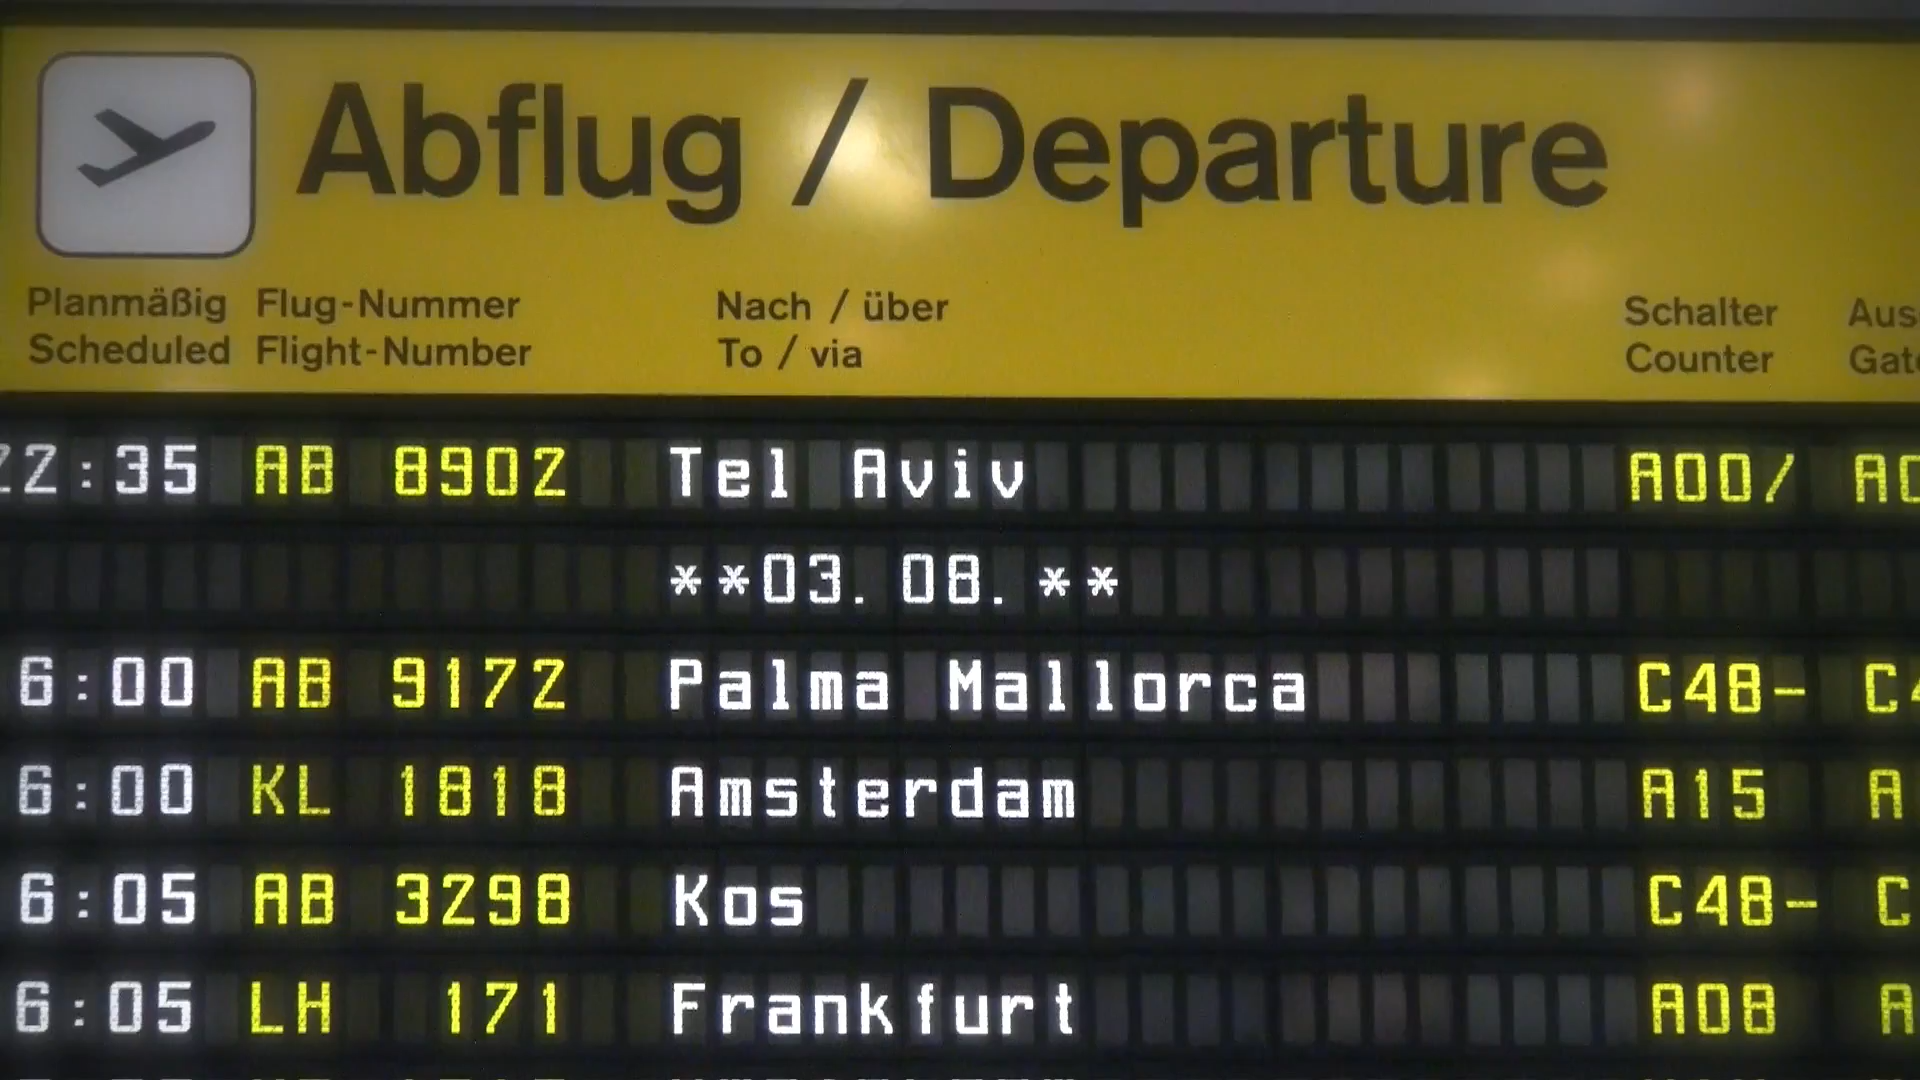 Abflug / Departure
Planmäßig Flug-Nummer Nach / über Schalter
Scheduled Flight-Number To / via Counter
22:35 AB 8902 Tel Aviv A00/
**03.08.**
6:00 AB 9172 Palma Mallorca C48-
6:00 KL 1818 Amsterdam A15
6:05 AB 3298 Kos C48-
6:05 LH 171 Frankfurt A08